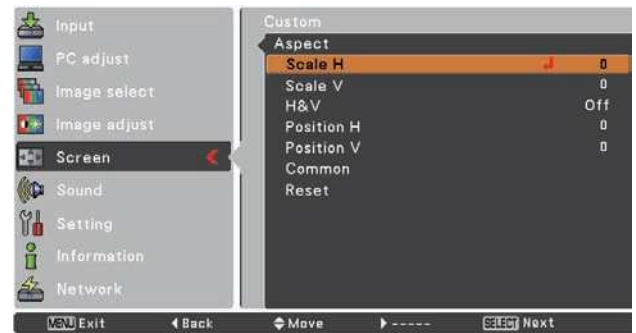 Input
PC adjust
Image select
Image adjust
Screen
Sound
Setting
Information
Network
Custom
Aspect
Scale H 0
Scale V 0
H&V Off
Position H 0
Position V 0
Common
Reset
MENU Exit Back Move ----- SELECT Next